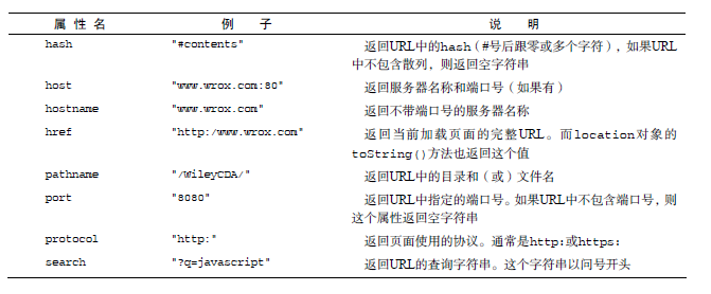 属 性 名 例 子 说 明
hash "#contents" 返回URL中的hash（#号后跟零或多个字符），如果URL
中不包含散列，则返回空字符串
host "www.wrox.com:80" 返回服务器名称和端口号（如果有）
hostname "www.wrox.com" 返回不带端口号的服务器名称
href "http:/www.wrox.com" 返回当前加载页面的完整URL。而location对象的
toString()方法也返回这个值
pathname "/WileyCDA/" 返回URL中的目录和（或）文件名
port "8080" 返回URL中指定的端口号。如果URL中不包含端口号，则
这个属性返回空字符串
protocol "http:" 返回页面使用的协议。通常是http:或https:
search "?q=javascript" 返回URL的查询字符串。这个字符串以问号开头